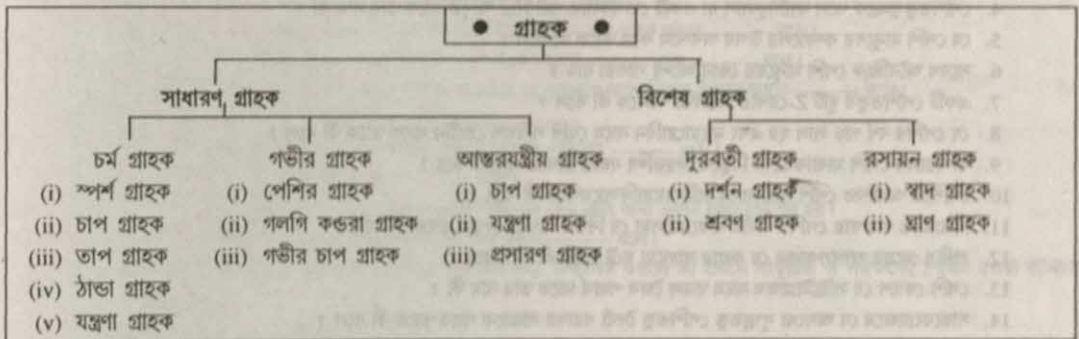 ● গ্রাহক ●
সাধারণ গ্রাহক বিশেষ গ্রাহক
চর্ম গ্রাহক গভীর গ্রাহক আন্তরযন্ত্রীয় গ্রাহক দূরবর্তী গ্রাহক রসায়ন গ্রাহক
(i) স্পর্শ গ্রাহক (i) পেশির গ্রাহক (i) চাপ গ্রাহক (i) দর্শন গ্রাহক (i) স্বাদ গ্রাহক
(ii) চাপ গ্রাহক (ii) গলগি কণ্ডরা গ্রাহক (ii) যন্ত্রণা গ্রাহক (ii) শ্রবণ গ্রাহক (ii) ঘ্রাণ গ্রাহক
(iii) তাপ গ্রাহক (iii) গভীর চাপ গ্রাহক (iii) প্রসারণ গ্রাহক
(iv) ঠান্ডা গ্রাহক
(v) যন্ত্রণা গ্রাহক